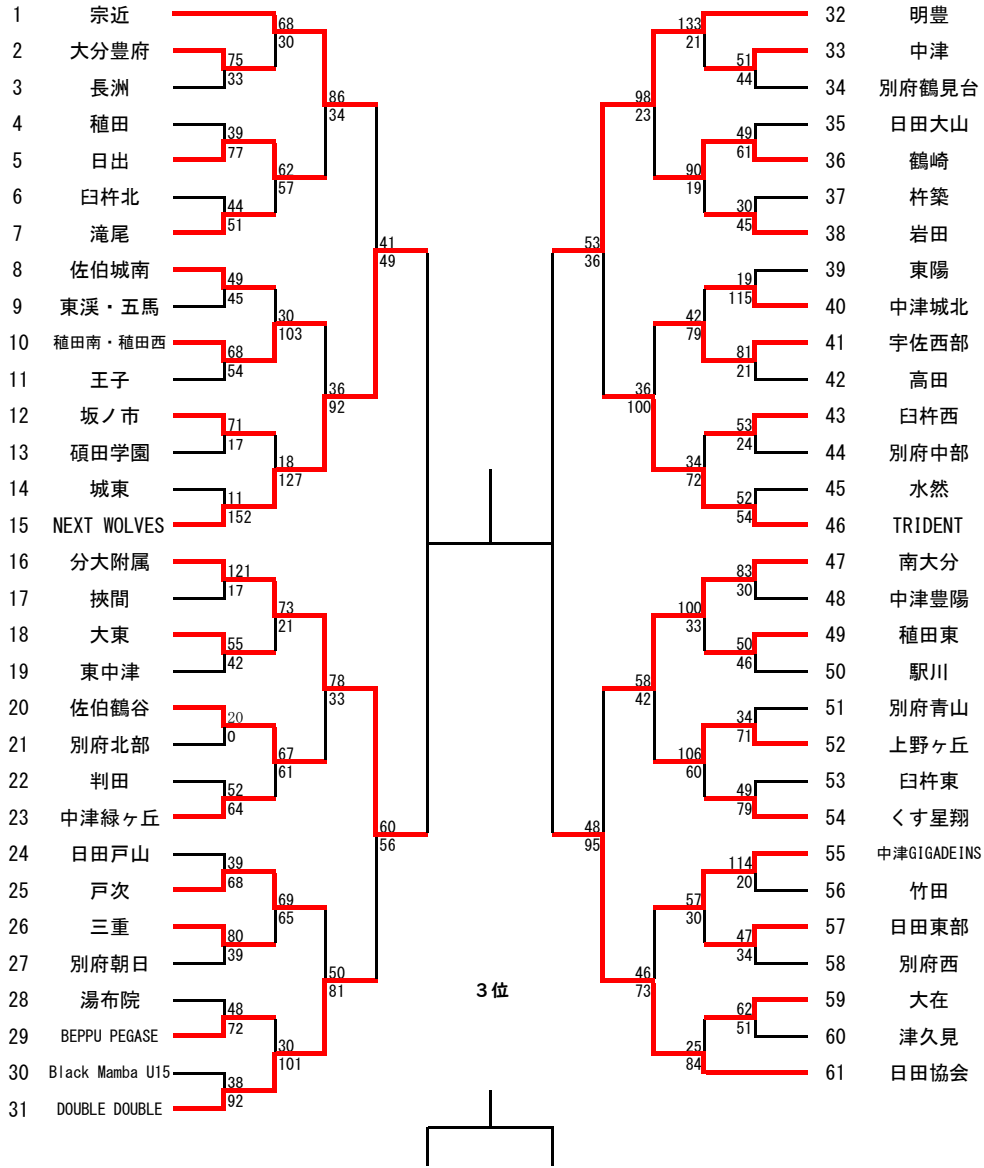 1 宗近
2 大分豊府
3 長洲
4 稙田
5 日出
6 臼杵北
7 滝尾
8 佐伯城南
9 東渓・五馬
10 稙田南・稙田西
11 王子
12 坂ノ市
13 碩田学園
14 城東
15 NEXT WOLVES
16 分大附属
17 挾間
18 大東
19 東中津
20 佐伯鶴谷
21 別府北部
22 判田
23 中津緑ヶ丘
24 日田戸山
25 戸次
26 三重
27 別府朝日
28 湯布院
29 BEPPU PEGASE
30 Black Mamba U15
31 DOUBLE DOUBLE
75
33
39
77
44
51
49
45
68
54
71
17
11
152
121
17
55
42
20
0
52
64
39
68
80
39
48
72
38
92
68
30
62
57
30
103
18
127
73
21
67
61
69
65
30
101
86
34
36
92
78
33
50
81
41
49
60
56
3位
53
36
48
95
98
23
36
100
58
42
46
73
133
21
90
19
42
79
34
72
100
33
106
60
57
30
25
84
51
44
49
61
30
45
19
115
81
21
53
24
52
54
83
30
50
46
34
71
49
79
114
20
47
34
62
51
32 明豊
33 中津
34 別府鶴見台
35 日田大山
36 鶴崎
37 杵築
38 岩田
39 東陽
40 中津城北
41 宇佐西部
42 高田
43 臼杵西
44 別府中部
45 水然
46 TRIDENT
47 南大分
48 中津豊陽
49 稙田東
50 駅川
51 別府青山
52 上野ヶ丘
53 臼杵東
54 くす星翔
55 中津GIGADEINS
56 竹田
57 日田東部
58 別府西
59 大在
60 津久見
61 日田協会